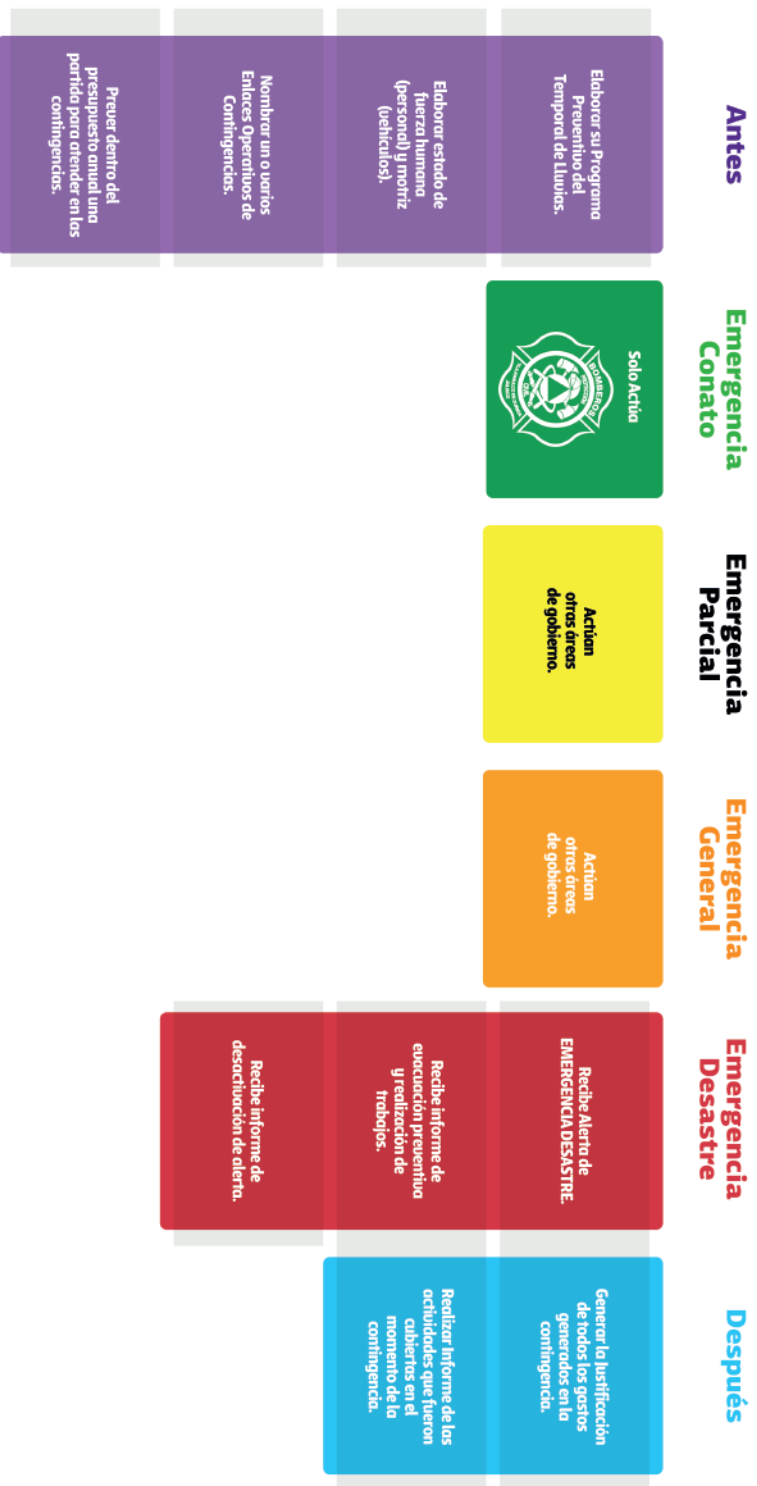 Antes
Elaborar su Programa
Preventivo del
Temporal de Lluvias.
Elaborar estado de
fuerza humana
(personal) y motriz
(vehículos).
Nombrar un o varios
Enlaces Operativos de
Contingencias.
Prever dentro del
presupuesto anual una
partida para atender en las
contingencias.
Emergencia
Conato
Solo Actúa
BOMBEROS
PROTECCIÓN
CIVIL
Emergencia
Parcial
Actúan
otras áreas
de gobierno.
Emergencia
General
Actúan
otras áreas
de gobierno.
Emergencia
Desastre
Recibe Alerta de
EMERGENCIA DESASTRE.
Recibe informe de
evacuación preventiva
y realización de
trabajos.
Recibe informe de
desactivación de alerta.
Después
Generar la Justificación
de todos los gastos
generados en la
contingencia.
Realizar Informe de las
actividades que fueron
cubiertas en el
momento de la
contingencia.